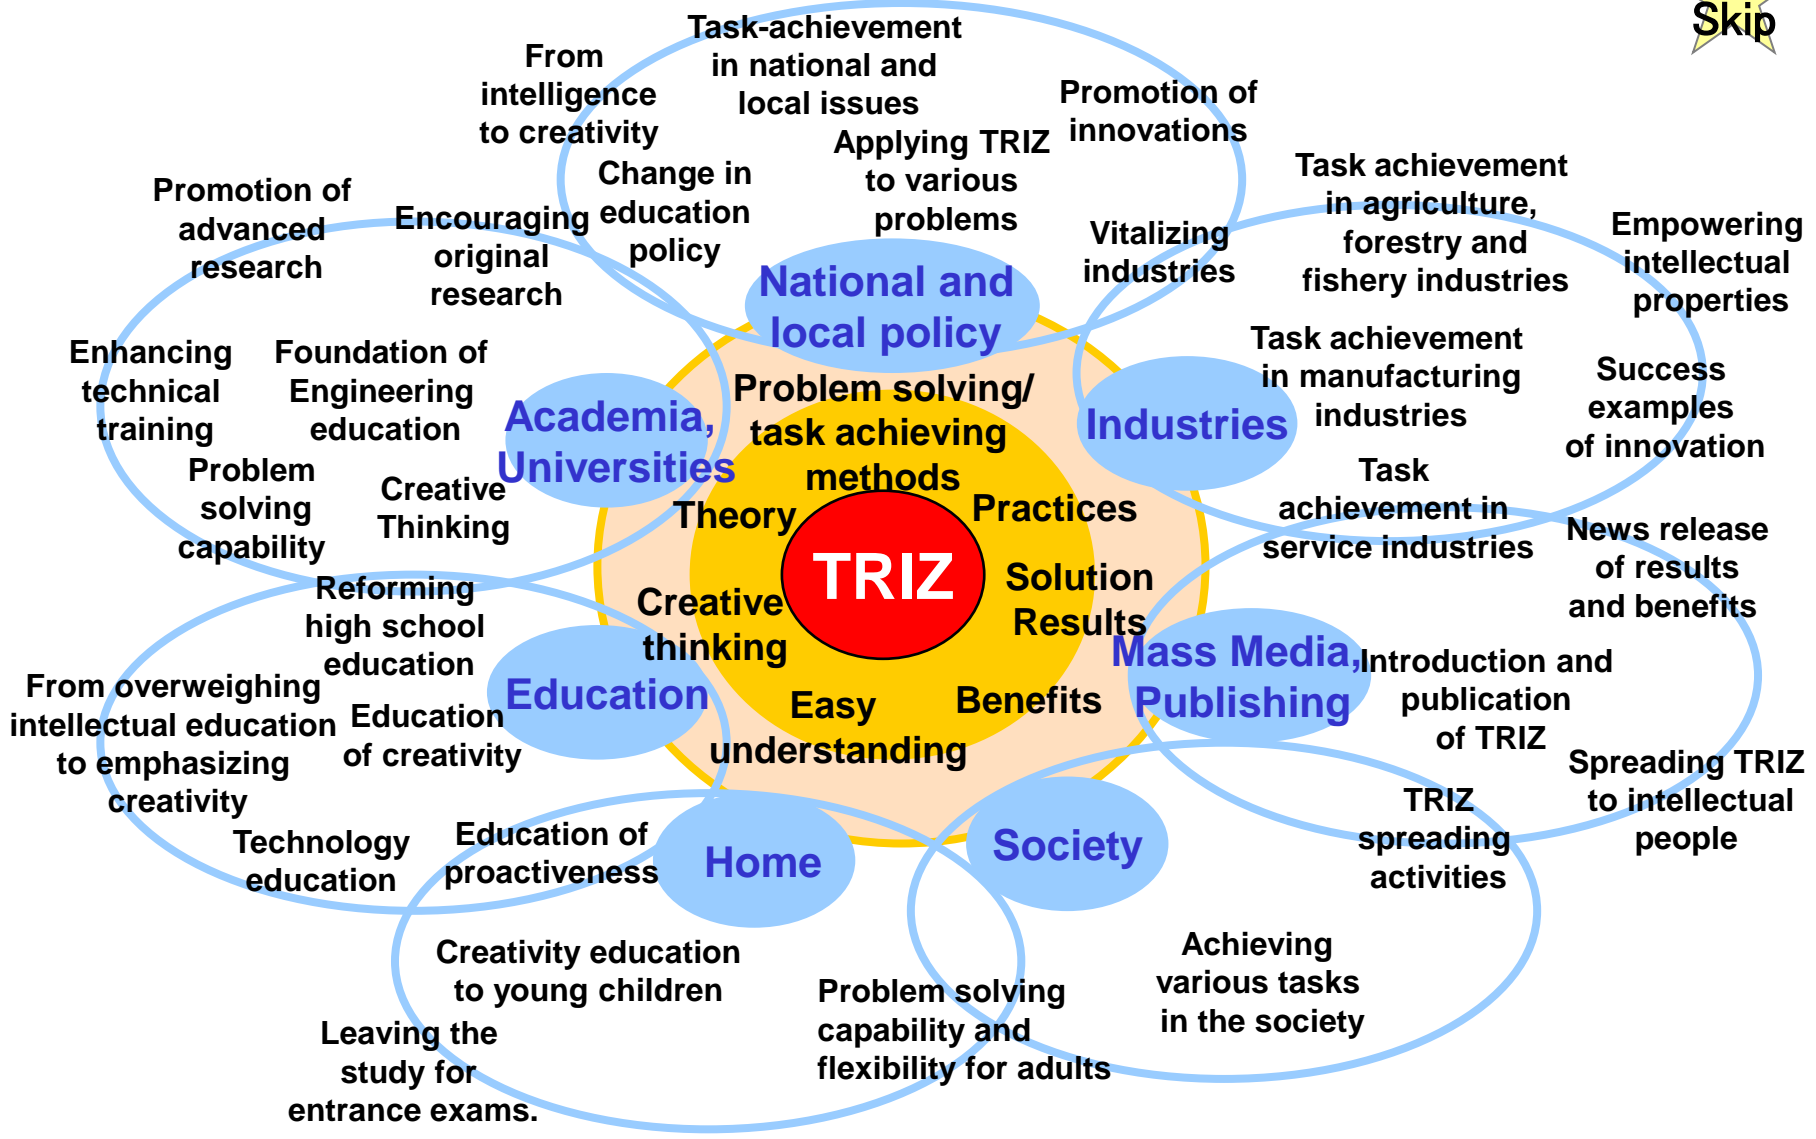 Skip
Task-achievement
in national and
local issues
From
intelligence
to creativity
Promotion of
innovations
Applying TRIZ
to various
problems
Change in
education
policy
Vitalizing
industries
National and
local policy
Promotion of
advanced
research
Encouraging
original
research
Enhancing
technical
training
Foundation of
Engineering
education
Academia,
Universities
Problem
solving
capability
Creative
Thinking
Task achievement
in agriculture,
forestry and
fishery industries
Empowering
intellectual
properties
Task achievement
in manufacturing
industries
Success
examples
of innovation
Industries
Task
achievement in
service industries
Problem solving/
task achieving
methods
Theory
Practices
TRIZ
Creative
thinking
Solution
Results
Easy
understanding
Benefits
News release
of results
and benefits
Mass Media,
Publishing
Introduction and
publication
of TRIZ
Spreading TRIZ
to intellectual
people
Reforming
high school
education
From overweighing
intellectual education
to emphasizing
creativity
Education
of creativity
Education
Technology
education
Education of
proactiveness
Home
Society
TRIZ
spreading
activities
Creativity education
to young children
Leaving the
study for
entrance exams.
Problem solving
capability and
flexibility for adults
Achieving
various tasks
in the society